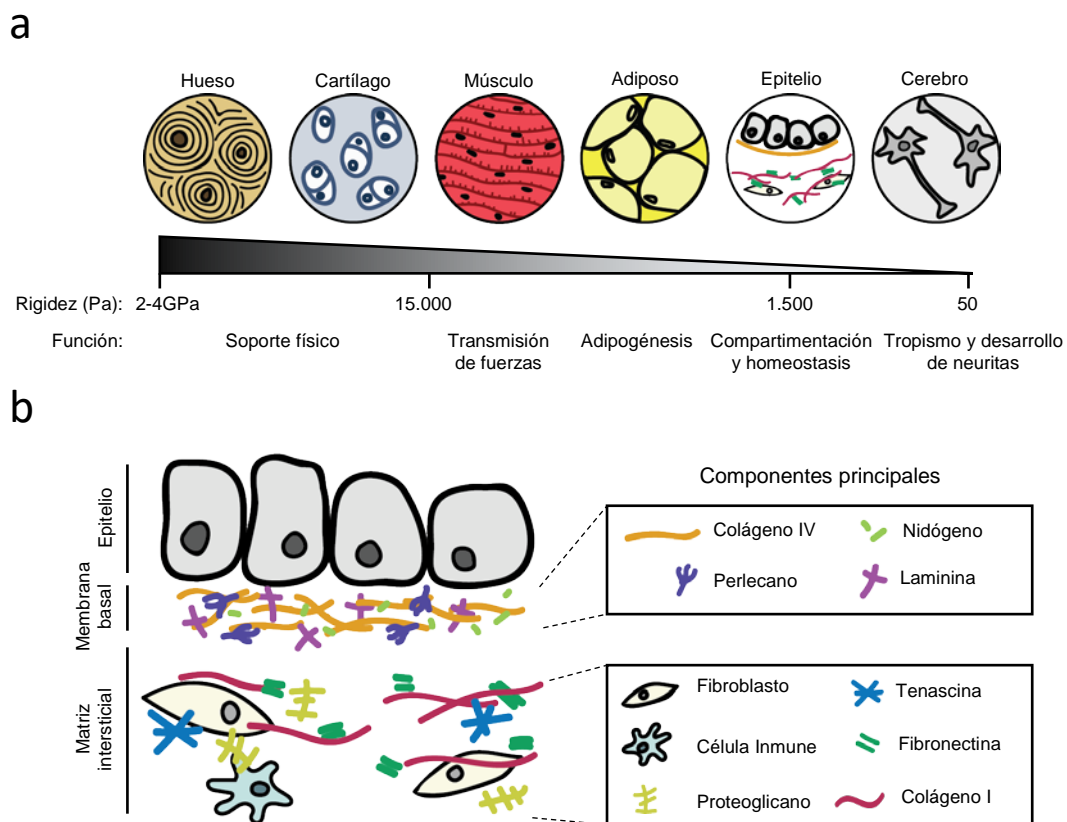 a
Hueso Cartílago Músculo Adiposo Epitelio Cerebro
Rigidez (Pa): 2-4GPa 15.000 1.500 50
Función: Soporte físico Transmisión de fuerzas Adipogénesis Compartimentación y homeostasis Tropismo y desarrollo de neuritas
b
Epitelio
Membrana basal
Matriz intersticial
Componentes principales
Colágeno IV Nidógeno
Perlecano Laminina
Fibroblasto Tenascina
Célula Inmune Fibronectina
Proteoglicano Colágeno I